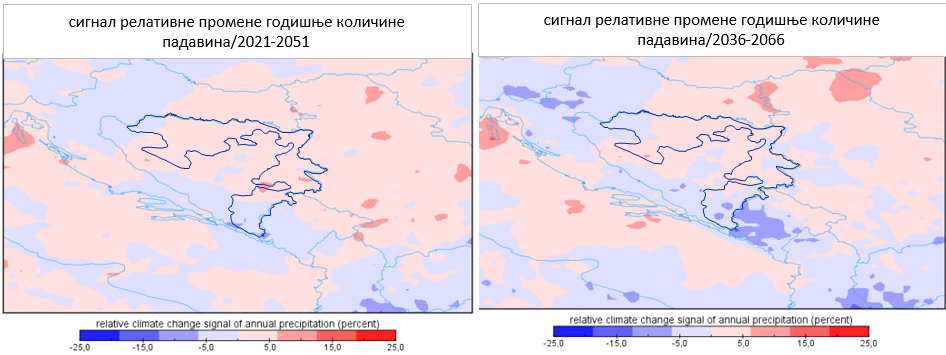 сигнал релативне промене годишње количине
падавина/2021-2051
relative climate change signal of annual precipitation (percent)
-25,0 -15,0 -5,0 5,0 15,0 25,0
сигнал релативне промене годишње количине
падавина/2036-2066
relative climate change signal of annual precipitation (percent)
-25,0 -15,0 -5,0 5,0 15,0 25,0